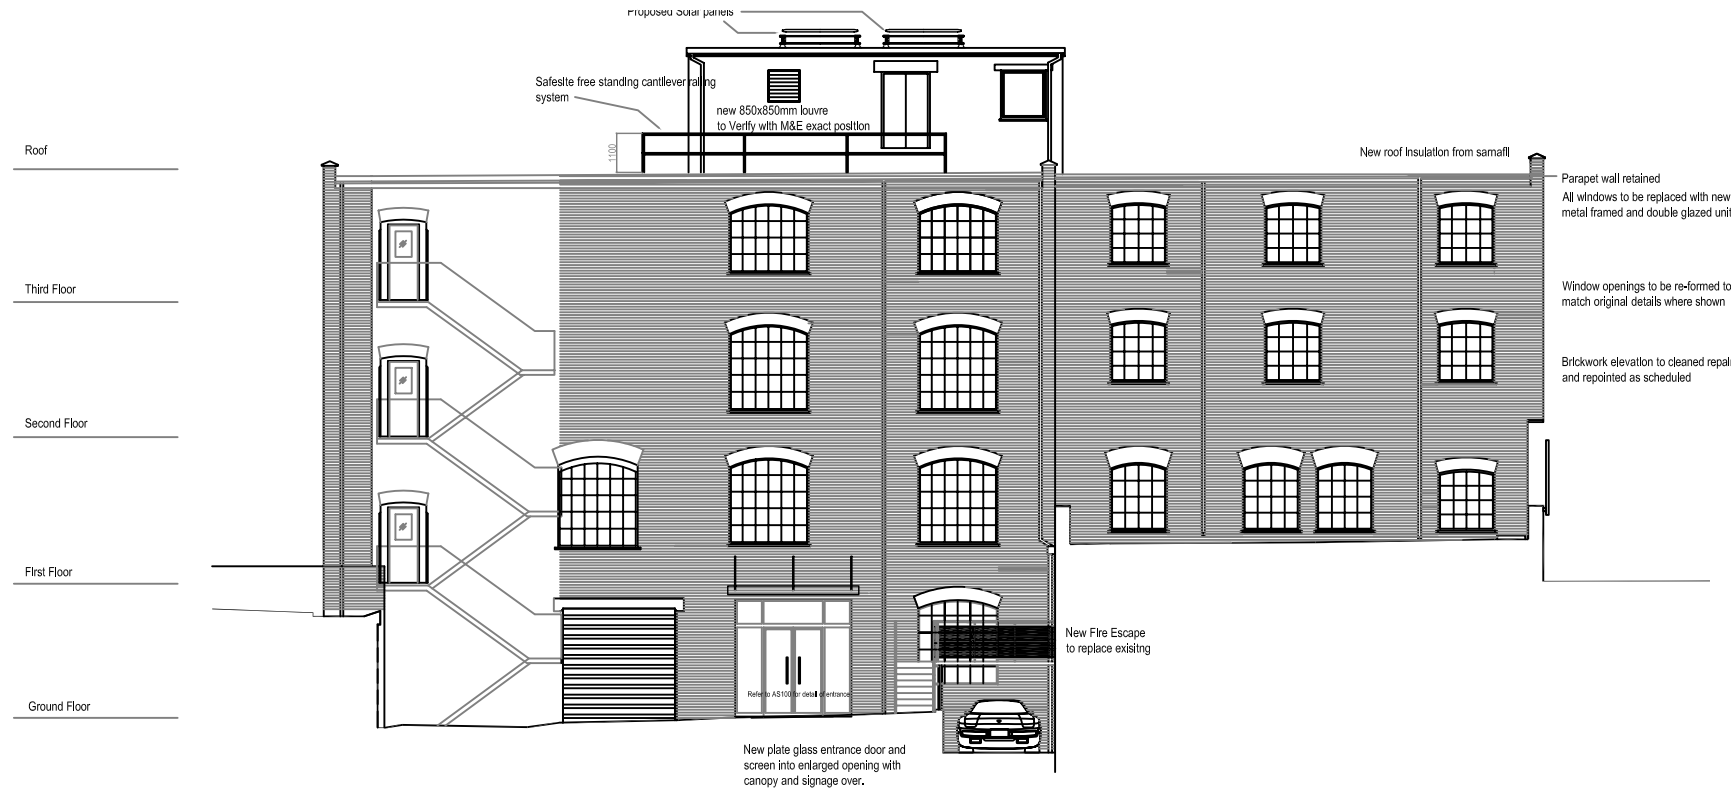 Proposed Solar panels
Safesite free standing cantilever railing
system
new 850x850mm louvre
to Verify with M&E exact position
1100
Roof
New roof Insulation from sarnafil
Parapet wall retained
All windows to be replaced with new
metal framed and double glazed unit
Third Floor
Window openings to be re-formed to
match original details where shown
Brickwork elevation to cleaned repai
and repointed as scheduled
Second Floor
First Floor
New Fire Escape
to replace exisitng
Refer to AS100 for detail of entrance
Ground Floor
New plate glass entrance door and
screen into enlarged opening with
canopy and signage over.